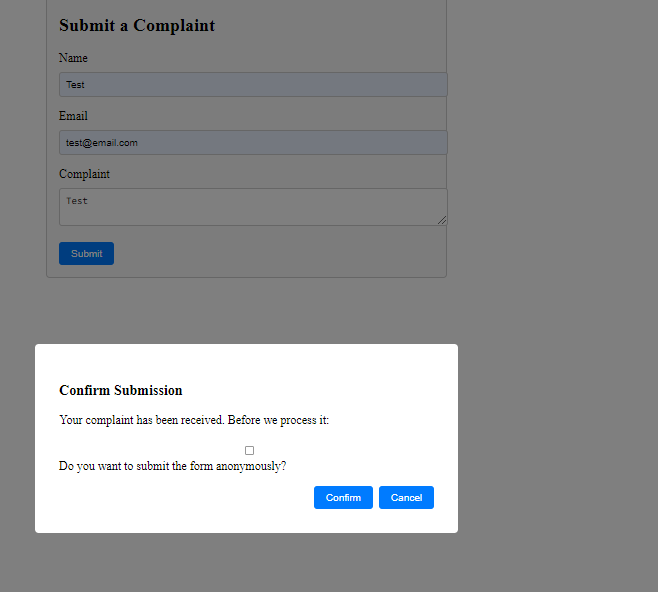 Submit a Complaint
Name
Test
Email
test@email.com
Complaint
Test
Submit
Confirm Submission
Your complaint has been received. Before we process it:
Do you want to submit the form anonymously?
Confirm Cancel